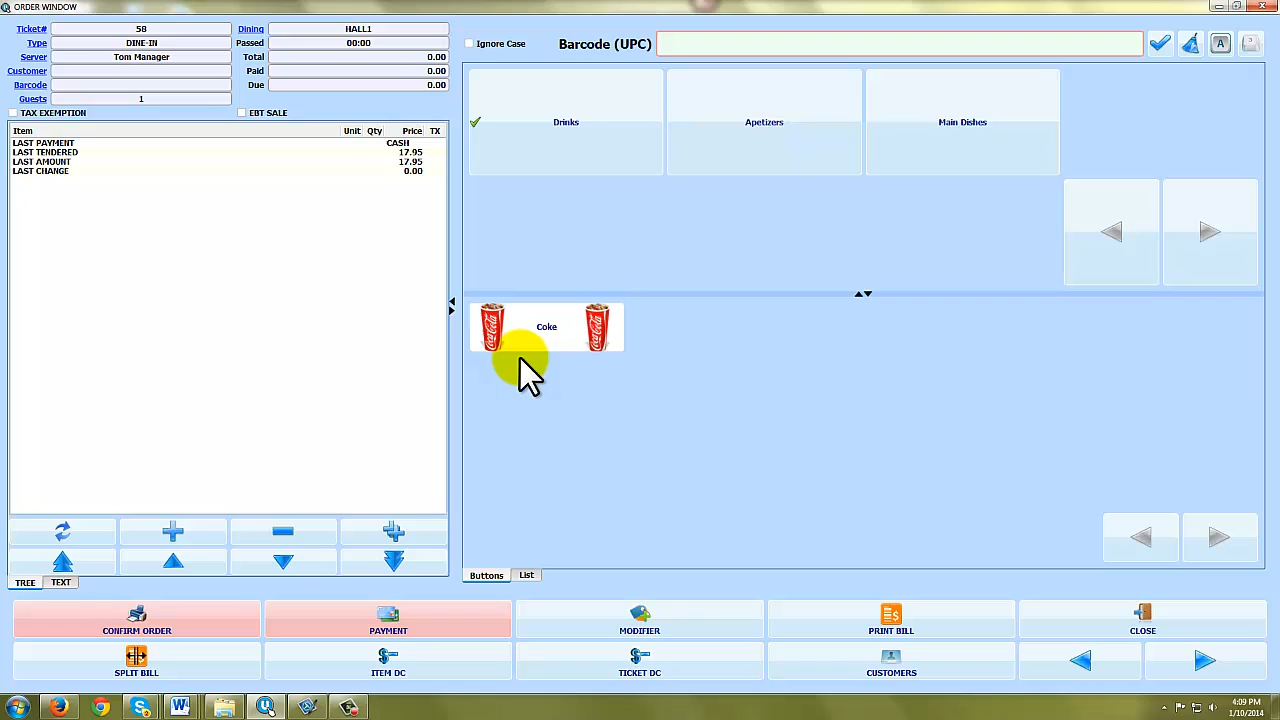 ORDER WINDOW
Ticket# 58 Dining HALL1
Type DINE-IN Passed 00:00
Server Tom Manager Total 0.00
Customer Paid 0.00
Barcode Due 0.00
Guests 1
TAX EXEMPTION EBT SALE
Ignore Case Barcode (UPC)
Item Unit Qty Price TX
LAST PAYMENT CASH
LAST TENDERED 17.95
LAST AMOUNT 17.95
LAST CHANGE 0.00
Drinks Apetizers Main Dishes
Coke
TREE TEXT
Buttons List
CONFIRM ORDER PAYMENT MODIFIER PRINT BILL CLOSE
SPLIT BILL ITEM DC TICKET DC CUSTOMERS
4:09 PM
1/10/2014